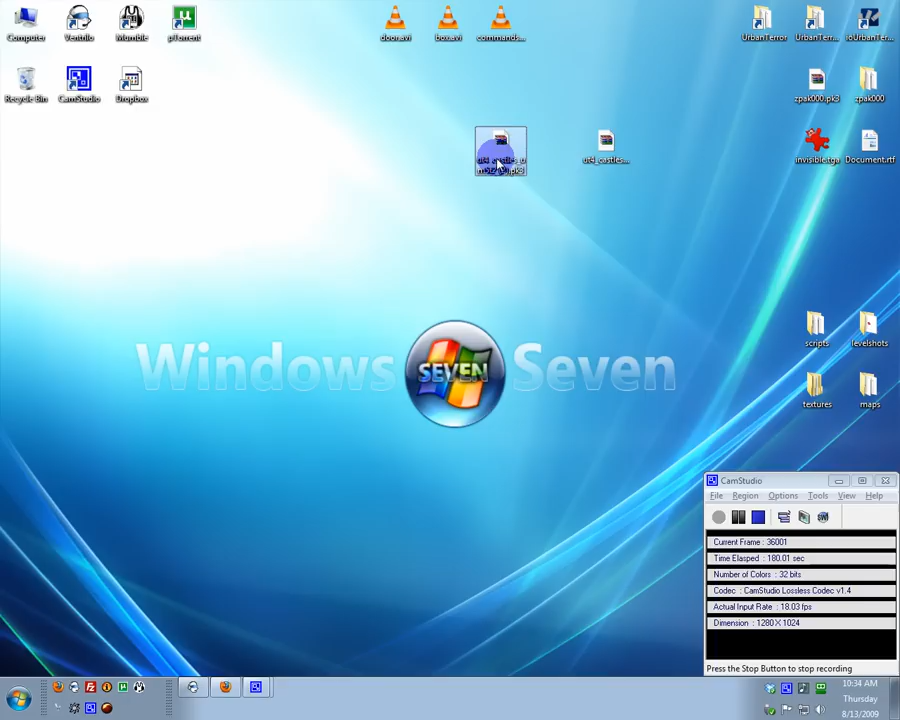 Computer
Ventrilo
Mumble
µTorrent
door.avi
box.avi
commands...
UrbanTerror
UrbanTerr...
ioUrbanTer...
Recycle Bin
CamStudio
Dropbox
zpak000.pk3
zpak000
ut4_castles...
invisible.tga
Document.rtf
scripts
levelshots
textures
maps
Windows SEVEN Seven
CamStudio
File Region Options Tools View Help
Current Frame : 36001
Time Elasped : 180.01 sec
Number of Colors : 32 bits
Codec : CamStudio Lossless Codec v1.4
Actual Input Rate : 18.03 fps
Dimension : 1280 X 1024
Press the Stop Button to stop recording
10:34 AM
Thursday
8/13/2009